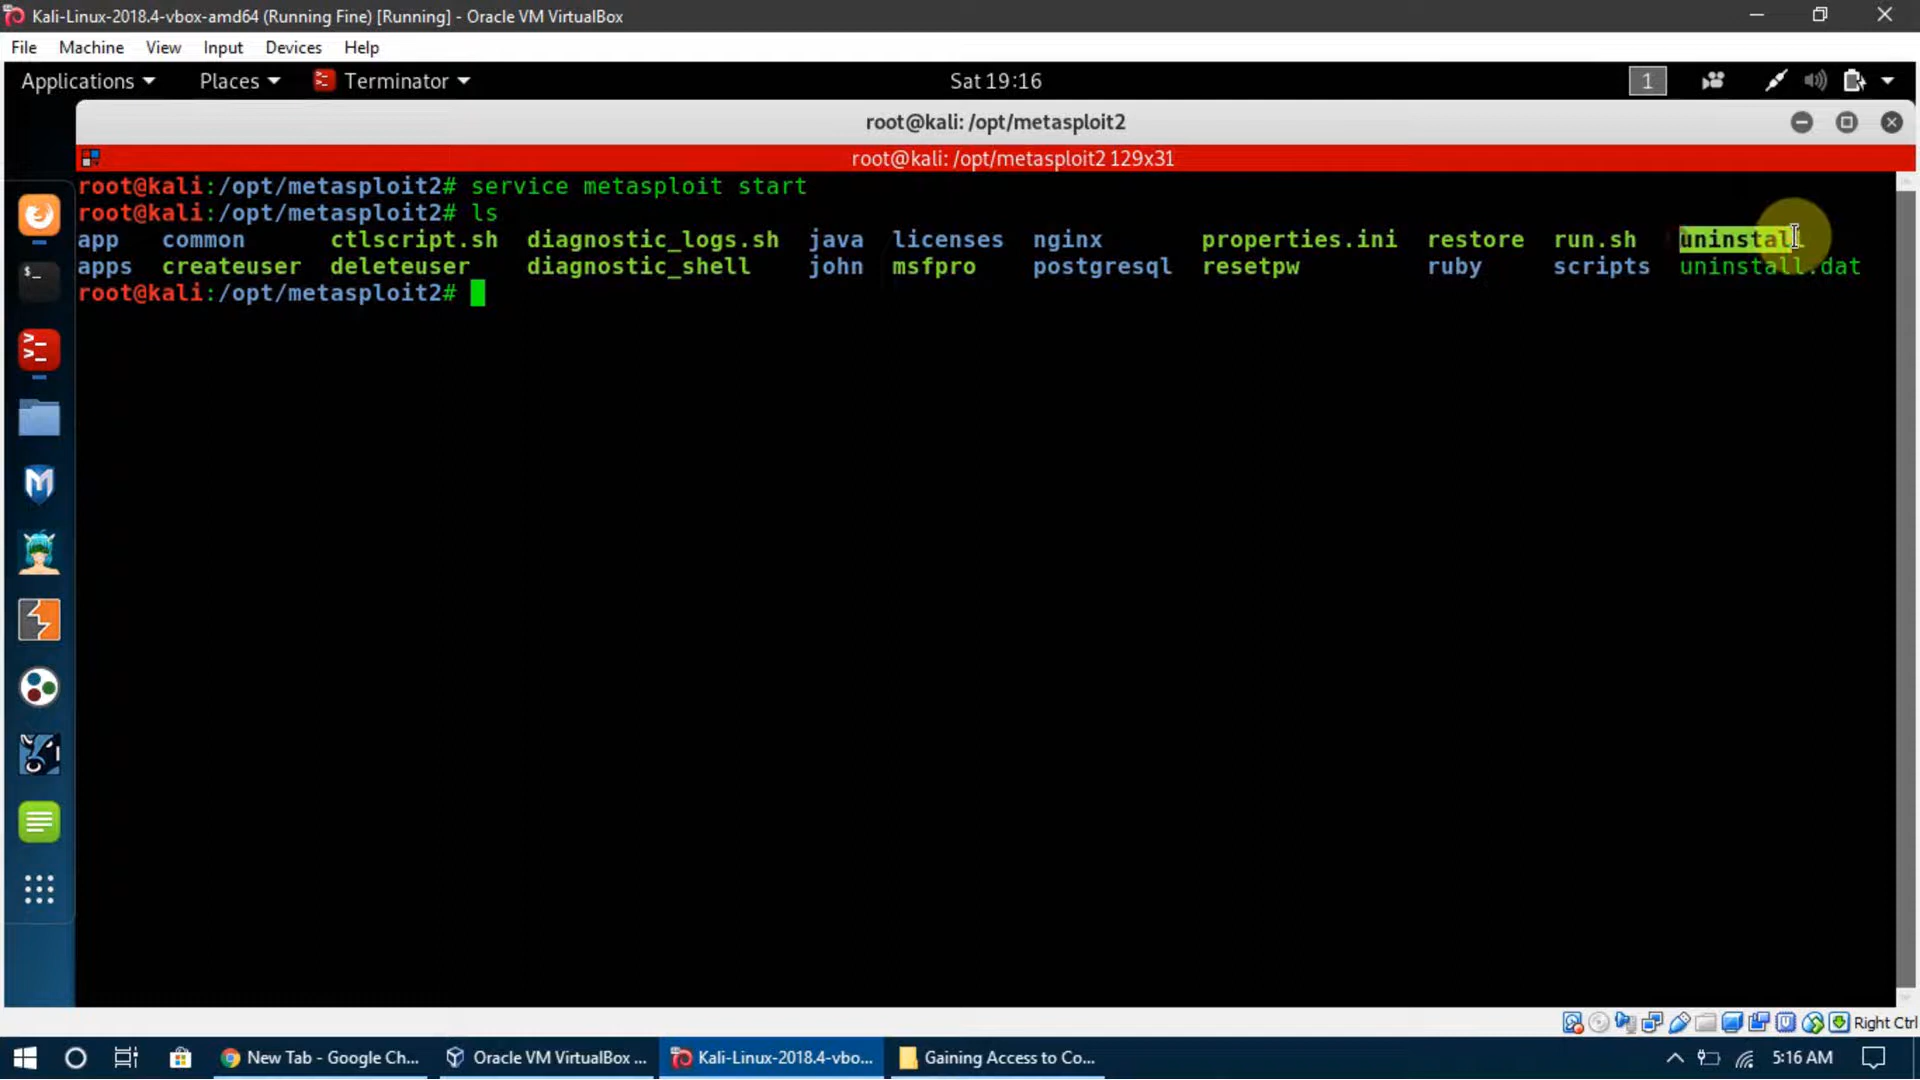 Kali-Linux-2018.4-vbox-amd64 (Running Fine) [Running] - Oracle VM VirtualBox
File Machine View Input Devices Help
Applications Places Terminator Sat 19:16 1
root@kali: /opt/metasploit2
root@kali: /opt/metasploit2 129x31
root@kali:/opt/metasploit2# service metasploit start
root@kali:/opt/metasploit2# ls
app common ctlscript.sh diagnostic_logs.sh java licenses nginx properties.ini restore run.sh uninstall
apps createuser deleteuser diagnostic_shell john msfpro postgresql resetpw ruby scripts uninstall.dat
root@kali:/opt/metasploit2#
Right Ctrl
New Tab - Google Ch... Oracle VM VirtualBox ... Kali-Linux-2018.4-vbo... Gaining Access to Co... 5:16 AM